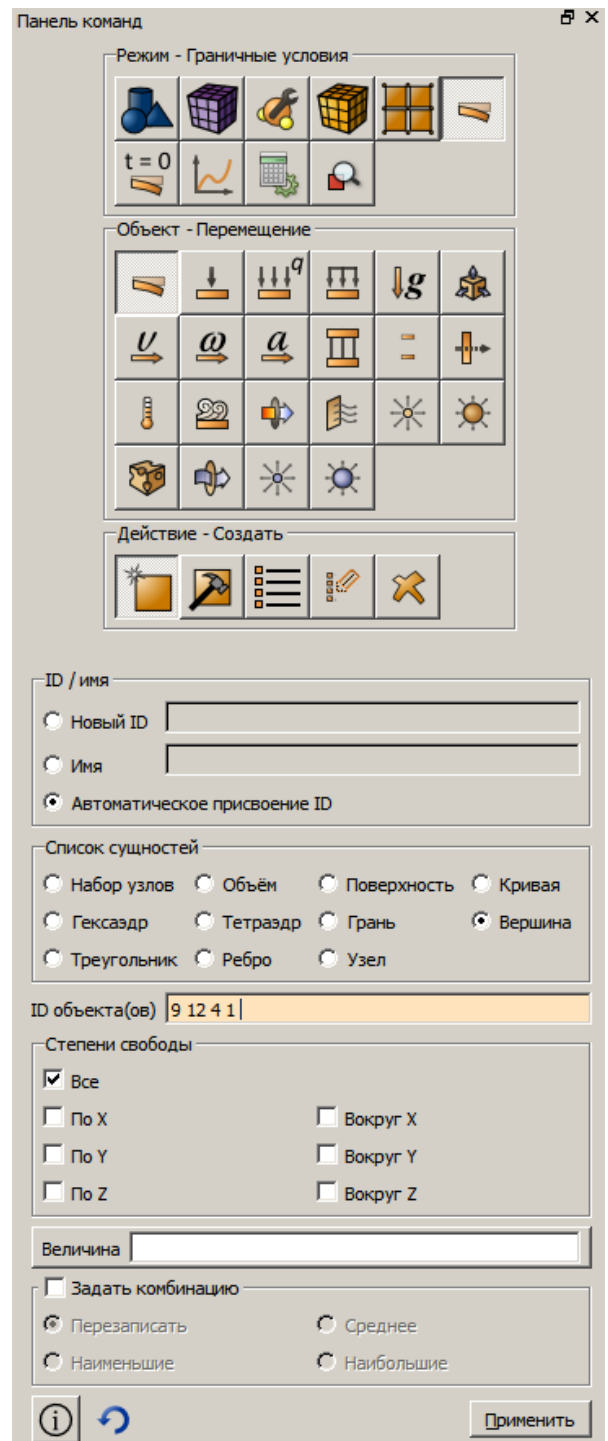 Панель команд
Режим - Граничные условия
t = 0
Объект - Перемещение
q
g
υ ω a
Действие - Создать
ID / имя
Новый ID
Имя
Автоматическое присвоение ID
Список сущностей
Набор узлов Объём Поверхность Кривая
Гексаэдр Тетраэдр Грань Вершина
Треугольник Ребро Узел
ID объекта(ов) 9 12 4 1
Степени свободы
Все
По X Вокруг X
По Y Вокруг Y
По Z Вокруг Z
Величина
Задать комбинацию
Перезаписать Среднее
Наименьшие Наибольшие
i Применить